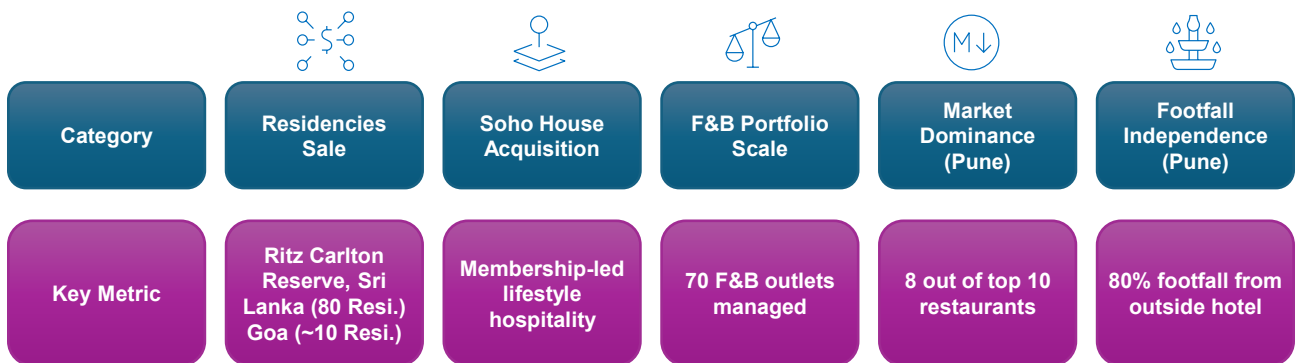 $
M↓
Category
Residencies
Sale
Soho House
Acquisition
F&B Portfolio
Scale
Market
Dominance
(Pune)
Footfall
Independence
(Pune)
Key Metric
Ritz Carlton
Reserve, Sri
Lanka (80 Resi.)
Goa (~10 Resi.)
Membership-led
lifestyle
hospitality
70 F&B outlets
managed
8 out of top 10
restaurants
80% footfall from
outside hotel